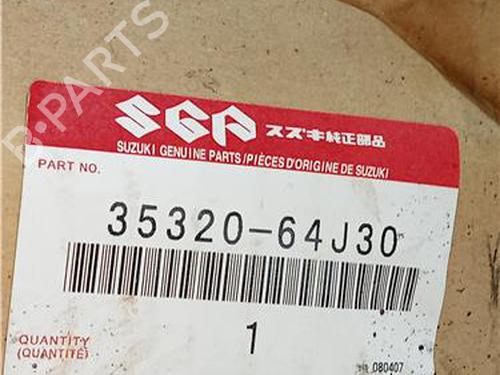 B-PARTS
SGP スズキ純正部品
SUZUKI GENUINE PARTS/PIÈCES D'ORIGINE DE SUZUKI
PART NO.
35320-64J30
QUANTITY
(QUANTITÉ)
1
080407